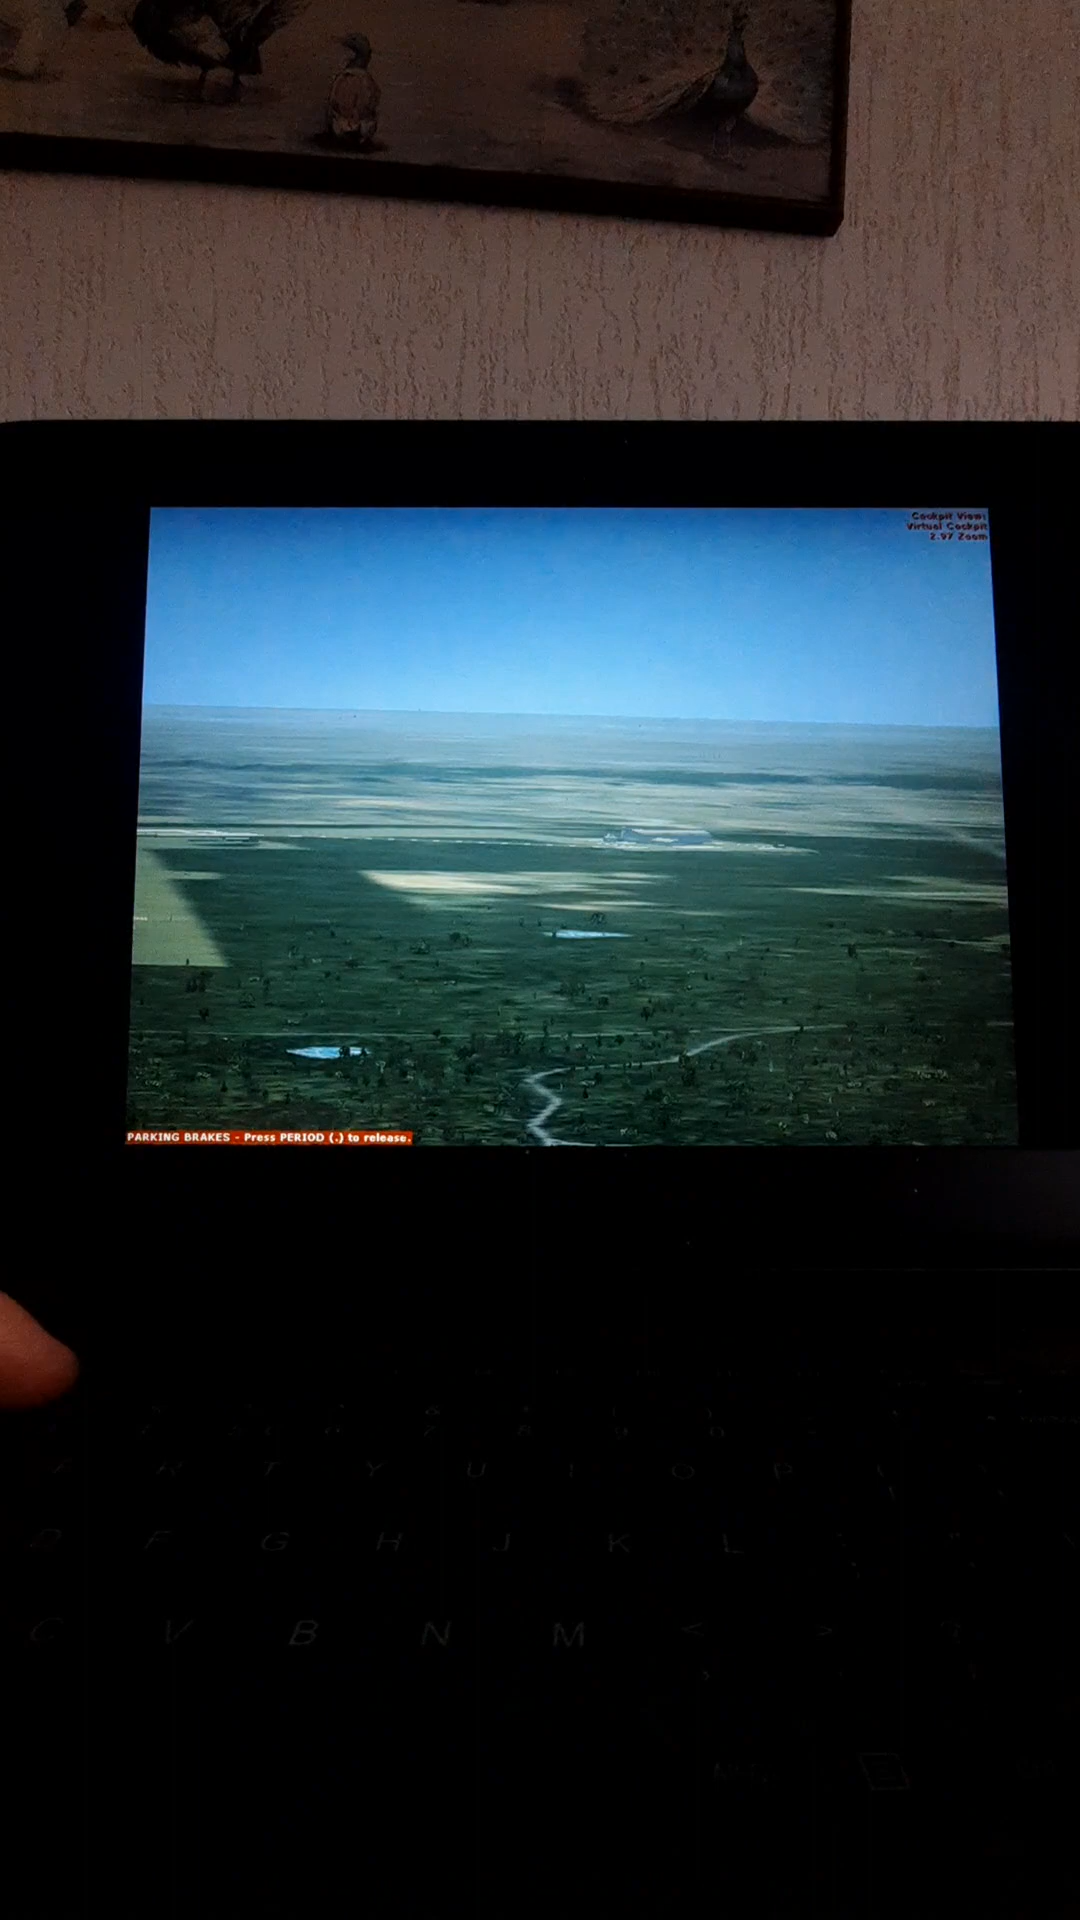 Cockpit View:
Virtual Cockpit
2.97 Zoom
PARKING BRAKES - Press PERIOD (.) to release.
R T Y U I O P
F G H J K L
C V B N M < >